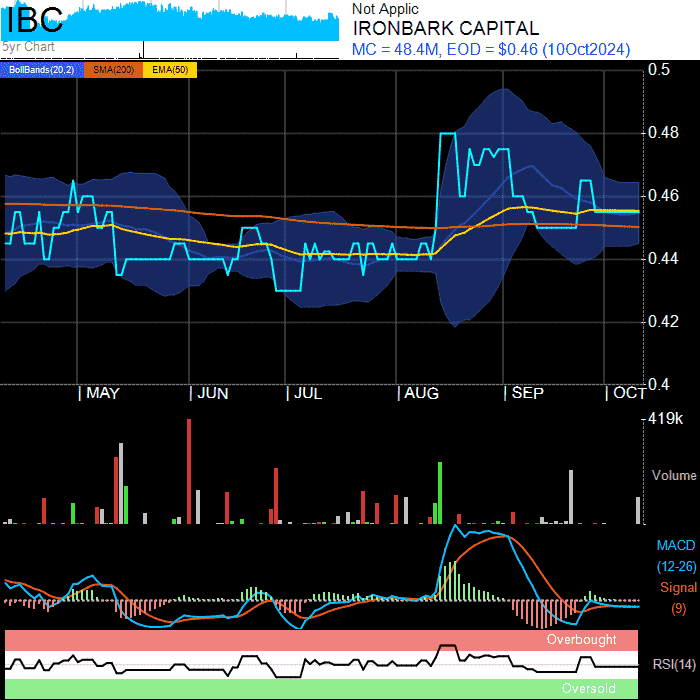 IBC
5yr Chart
Not Applic
IRONBARK CAPITAL
MC = 48.4M, EOD = $0.46 (10Oct2024)
BollBands(20,2) SMA(200) EMA(50)
0.5
0.48
0.46
0.44
0.42
0.4
MAY JUN JUL AUG SEP OCT
419k
Volume
MACD
(12-26)
Signal
(9)
Overbought
RSI(14)
Oversold